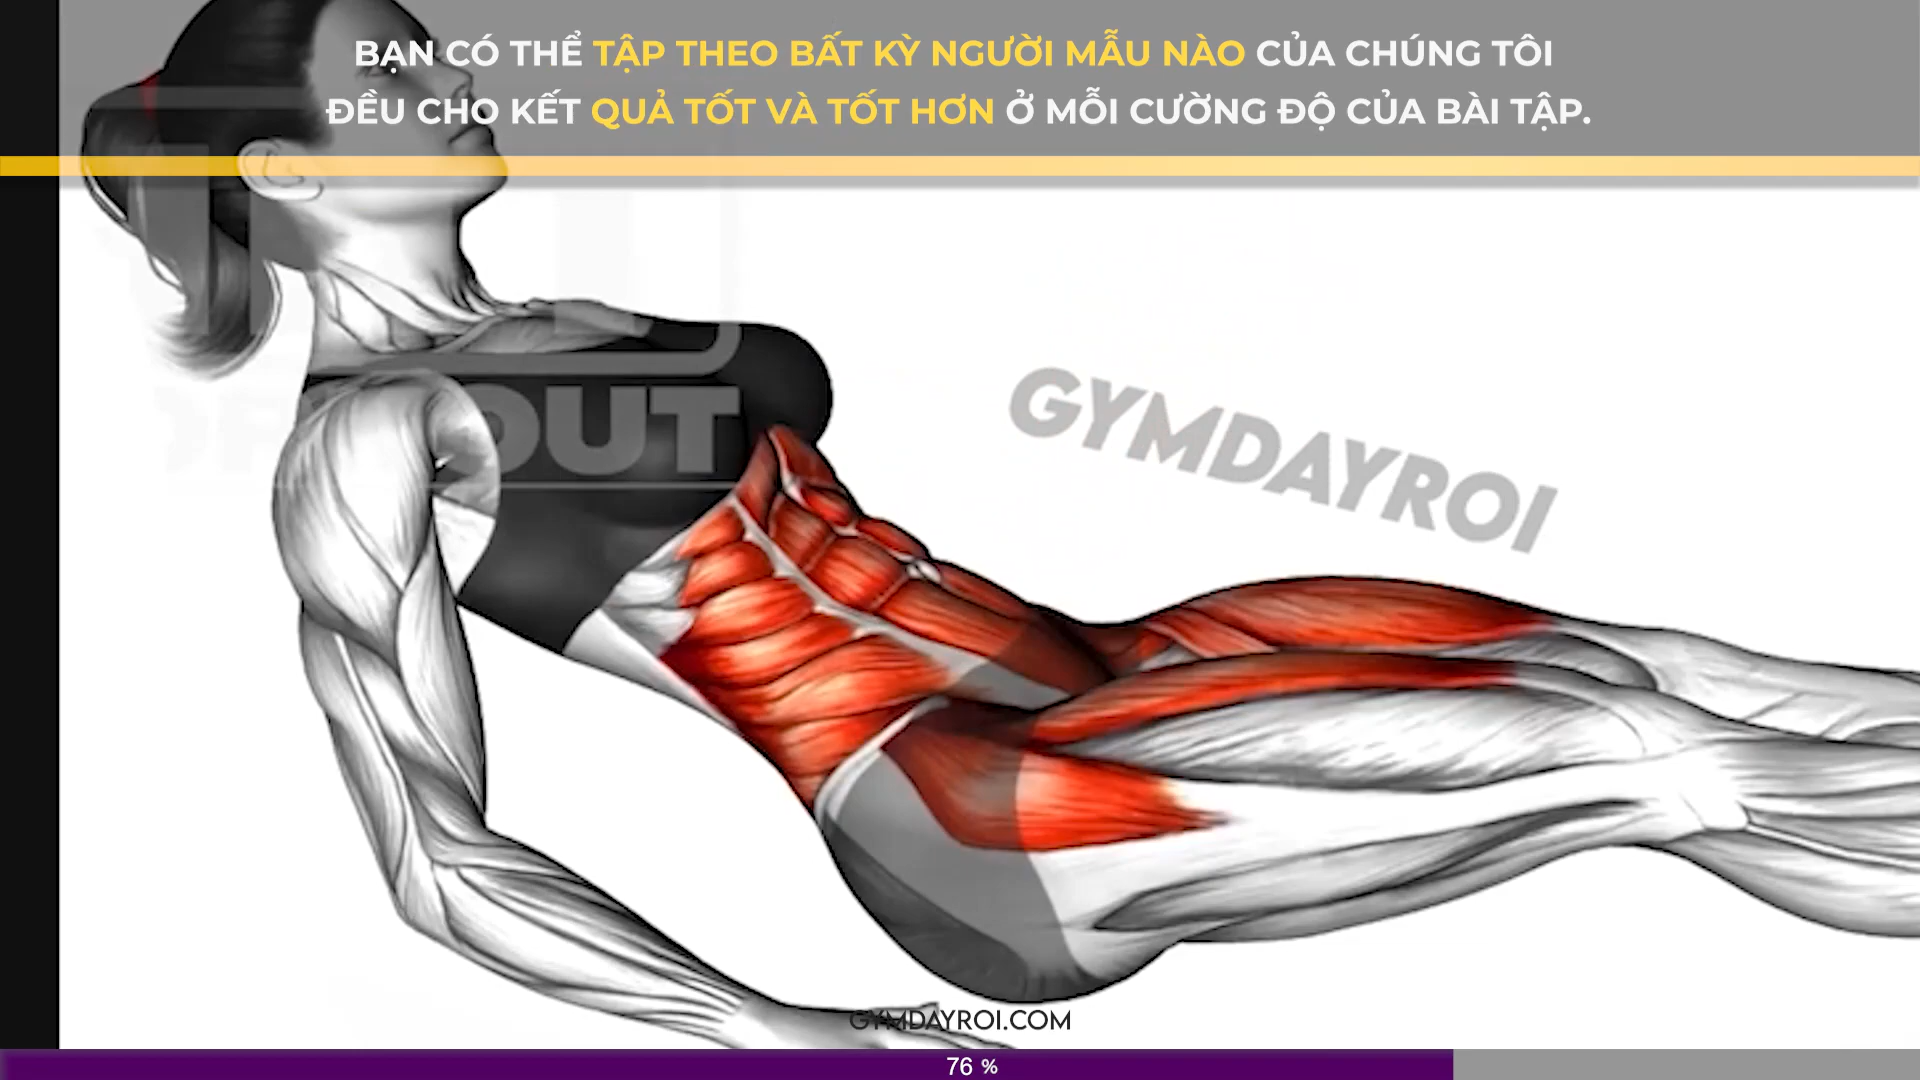 BẠN CÓ THỂ TẬP THEO BẤT KỲ NGƯỜI MẪU NÀO CỦA CHÚNG TÔI
ĐỀU CHO KẾT QUẢ TỐT VÀ TỐT HƠN Ở MỖI CƯỜNG ĐỘ CỦA BÀI TẬP.
GYMDAYROI
GYMDAYROI.COM
76 %